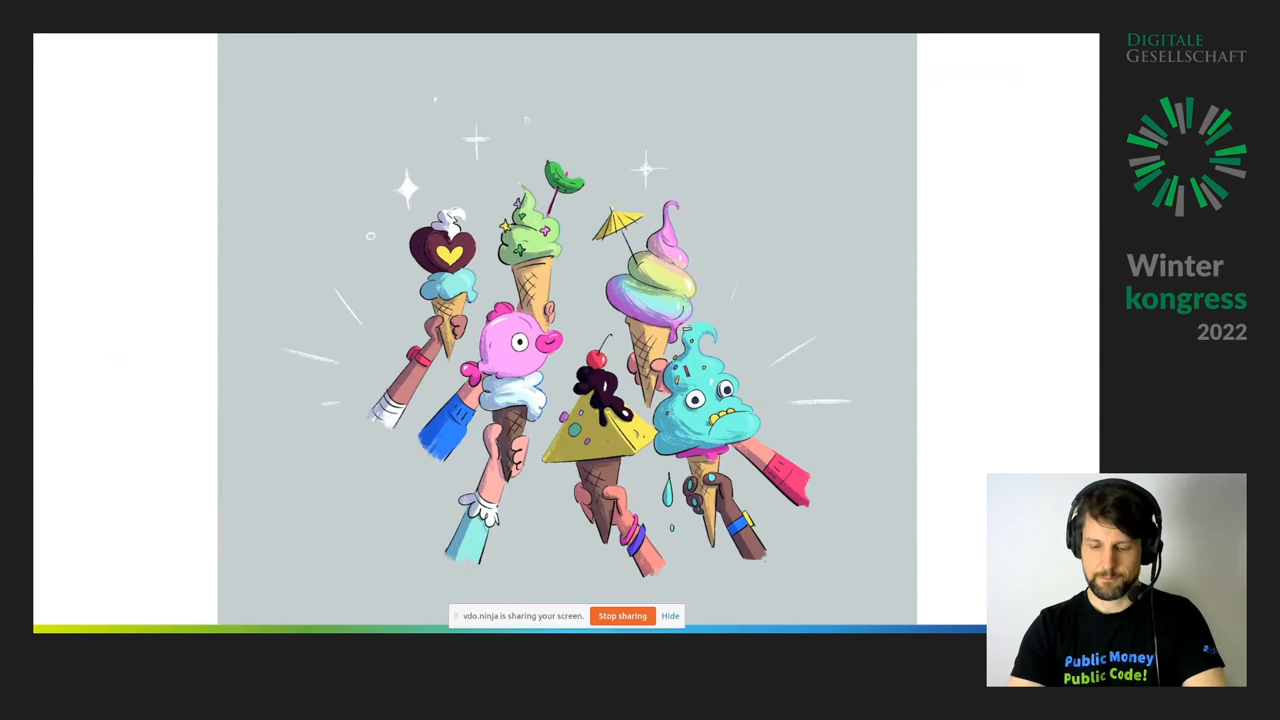 DIGITALE
GESELLSCHAFT
Winter
kongress
2022
vdo.ninja is sharing your screen.
Stop sharing
Hide
Public Money
Public Code!